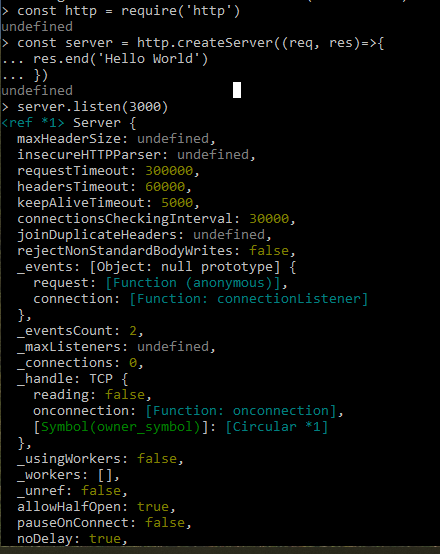 > const http = require('http')
undefined
> const server = http.createServer((req, res)=>{
... res.end('Hello World')
... })
undefined
> server.listen(3000)
<ref *1> Server {
  maxHeaderSize: undefined,
  insecureHTTPParser: undefined,
  requestTimeout: 300000,
  headersTimeout: 60000,
  keepAliveTimeout: 5000,
  connectionsCheckingInterval: 30000,
  joinDuplicateHeaders: undefined,
  rejectNonStandardBodyWrites: false,
  _events: [Object: null prototype] {
    request: [Function (anonymous)],
    connection: [Function: connectionListener]
  },
  _eventsCount: 2,
  _maxListeners: undefined,
  _connections: 0,
  _handle: TCP {
    reading: false,
    onconnection: [Function: onconnection],
    [Symbol(owner_symbol)]: [Circular *1]
  },
  _usingWorkers: false,
  _workers: [],
  _unref: false,
  allowHalfOpen: true,
  pauseOnConnect: false,
  noDelay: true,